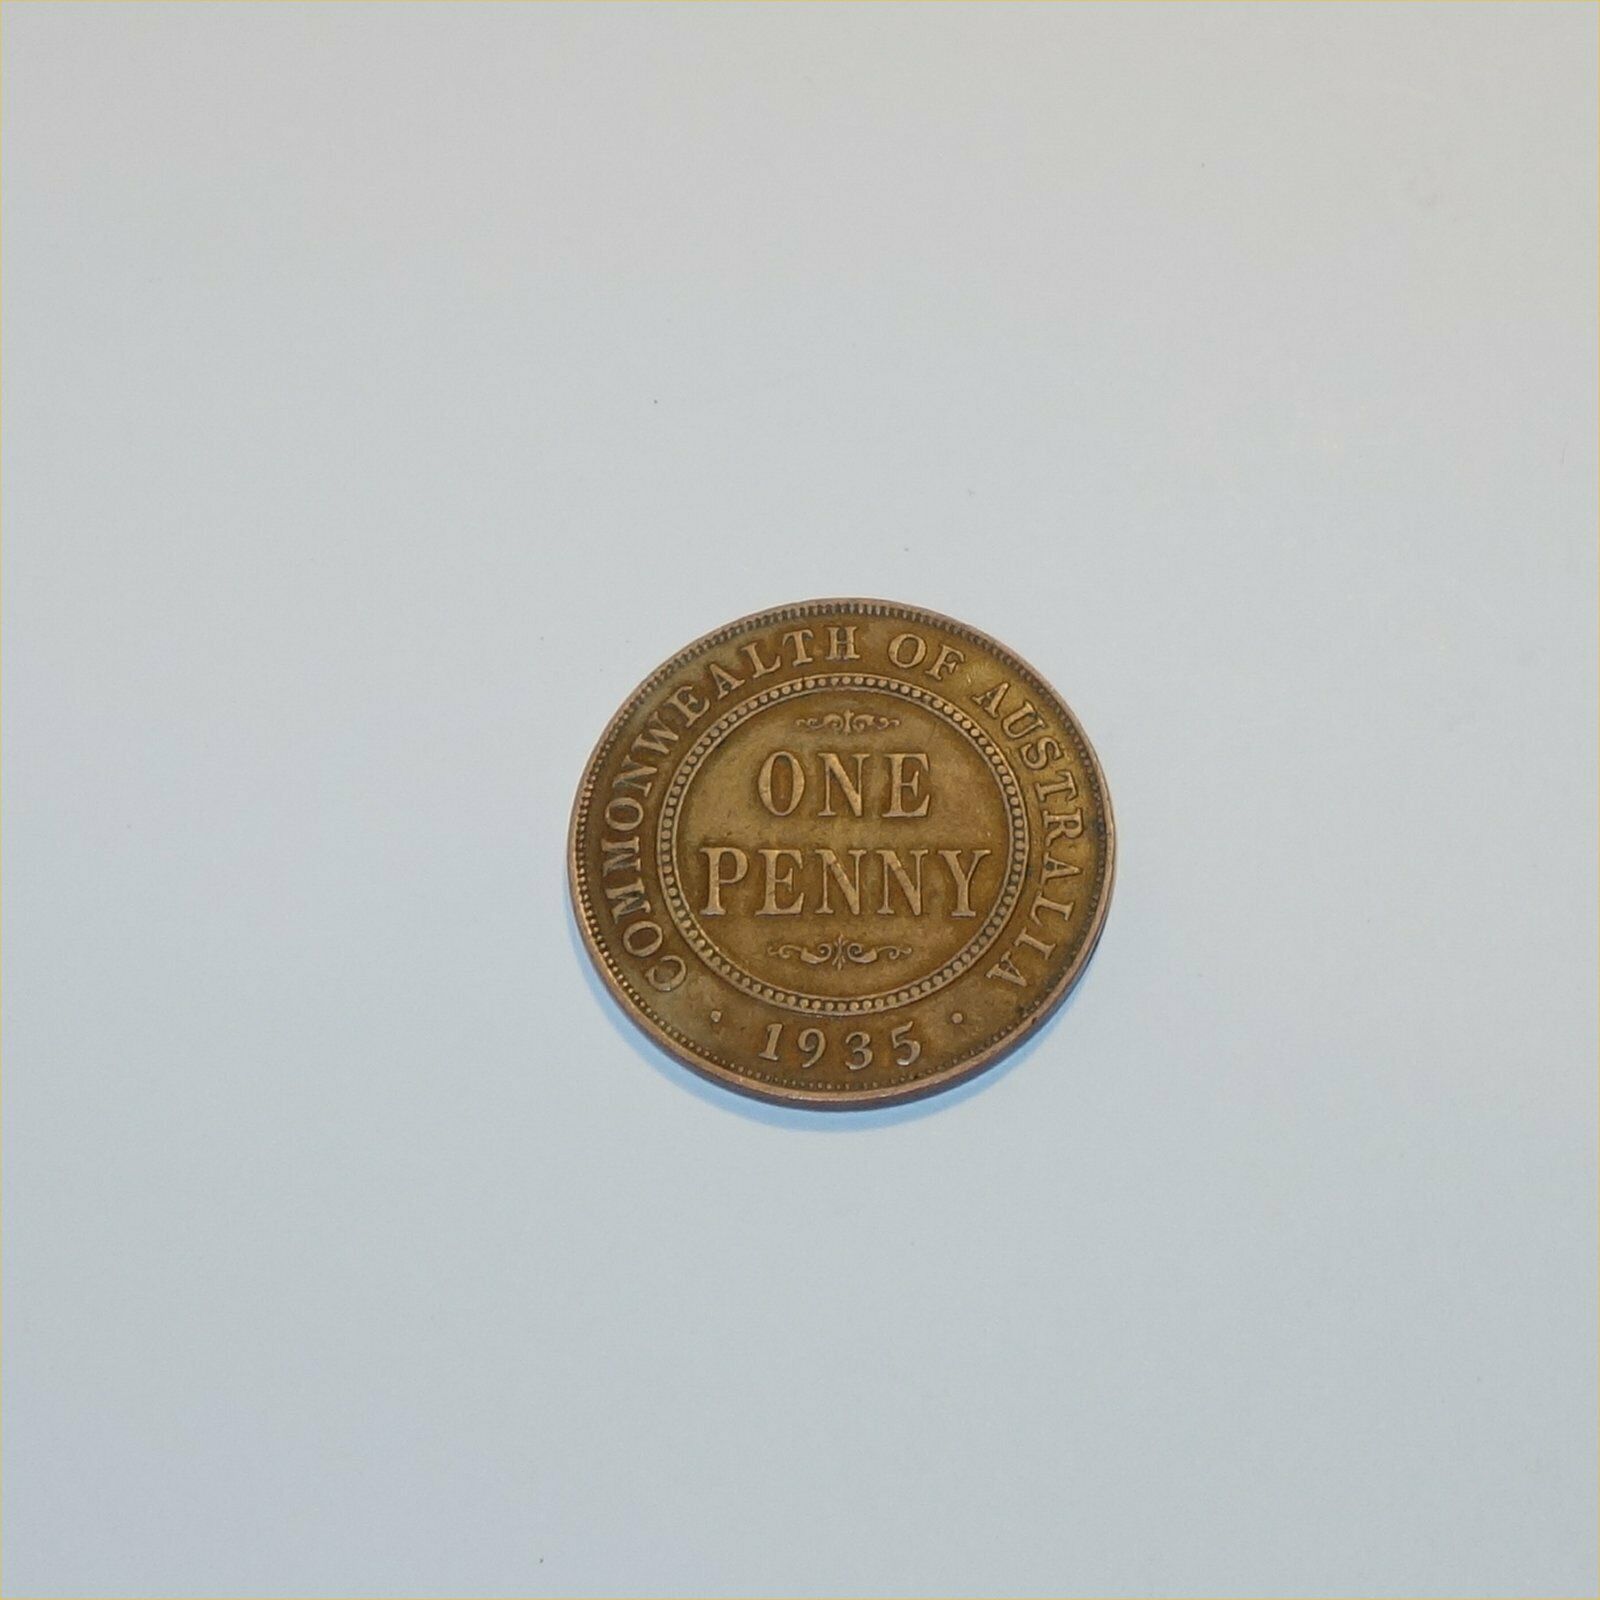 COMMONWEALTH OF AUSTRALIA
ONE
PENNY
· 1935 ·